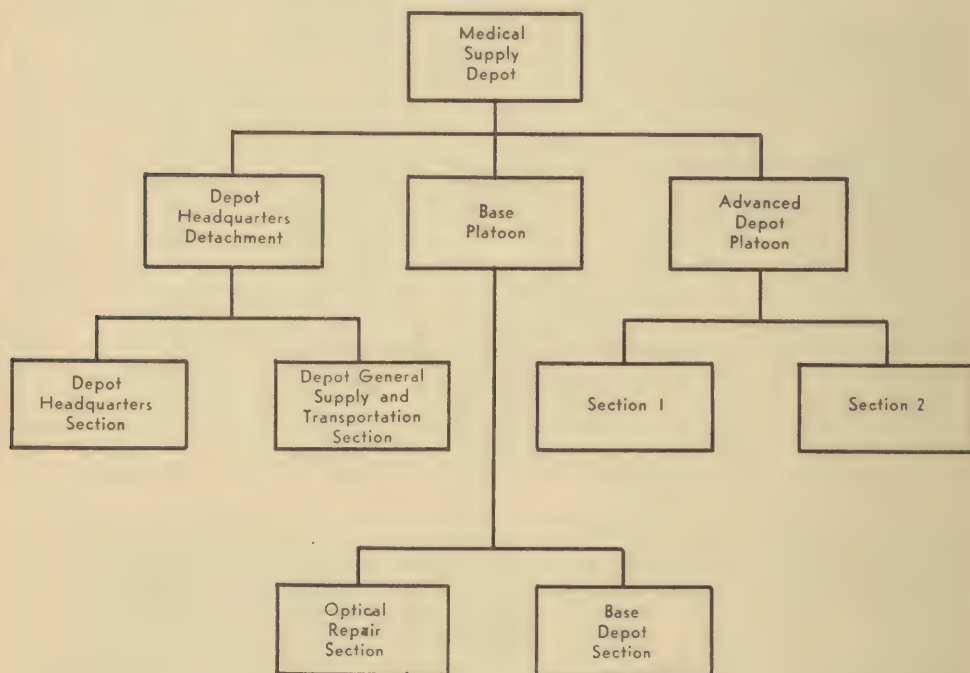 Medical
Supply
Depot
Depot
Headquarters
Detachment
Base
Platoon
Advanced
Depot
Platoon
Depot
Headquarters
Section
Depot General
Supply and
Transportation
Section
Section I
Section 2
Optical
Repair
Section
Base
Depot
Section